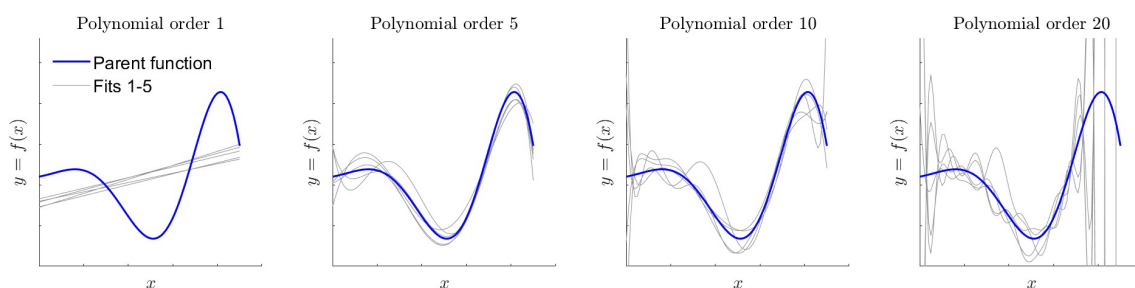 Polynomial order 1
Parent function
Fits 1-5
y = f(x)
x
Polynomial order 5
y = f(x)
x
Polynomial order 10
y = f(x)
x
Polynomial order 20
y = f(x)
x